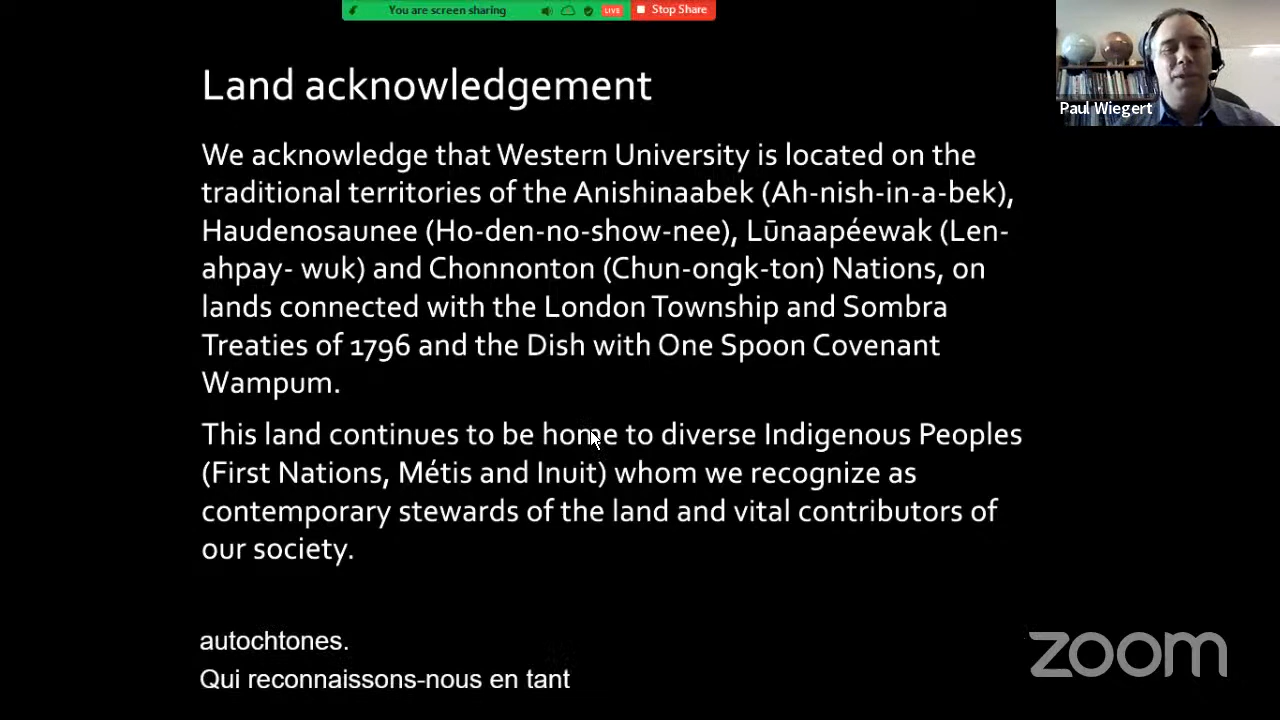 You are screen sharing LIVE Stop Share
Paul Wiegert
Land acknowledgement
We acknowledge that Western University is located on the
traditional territories of the Anishinaabek (Ah-nish-in-a-bek),
Haudenosaunee (Ho-den-no-show-nee), Lūnaapéewak (Len-
ahpay- wuk) and Chonnonton (Chun-ongk-ton) Nations, on
lands connected with the London Township and Sombra
Treaties of 1796 and the Dish with One Spoon Covenant
Wampum.
This land continues to be home to diverse Indigenous Peoples
(First Nations, Métis and Inuit) whom we recognize as
contemporary stewards of the land and vital contributors of
our society.
autochtones.
Qui reconnaissons-nous en tant
zoom